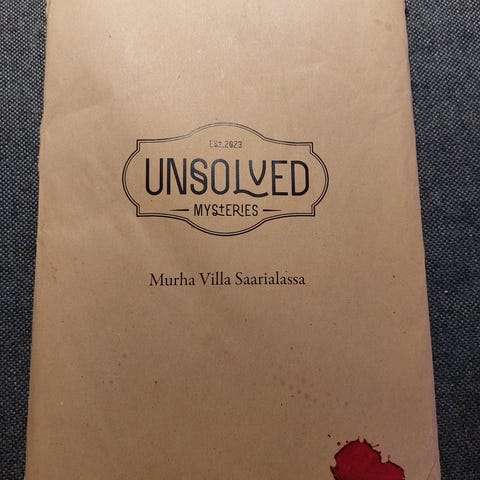 EST.2023
UNSOLVED
MYSTERIES
Murha Villa Saarialassa